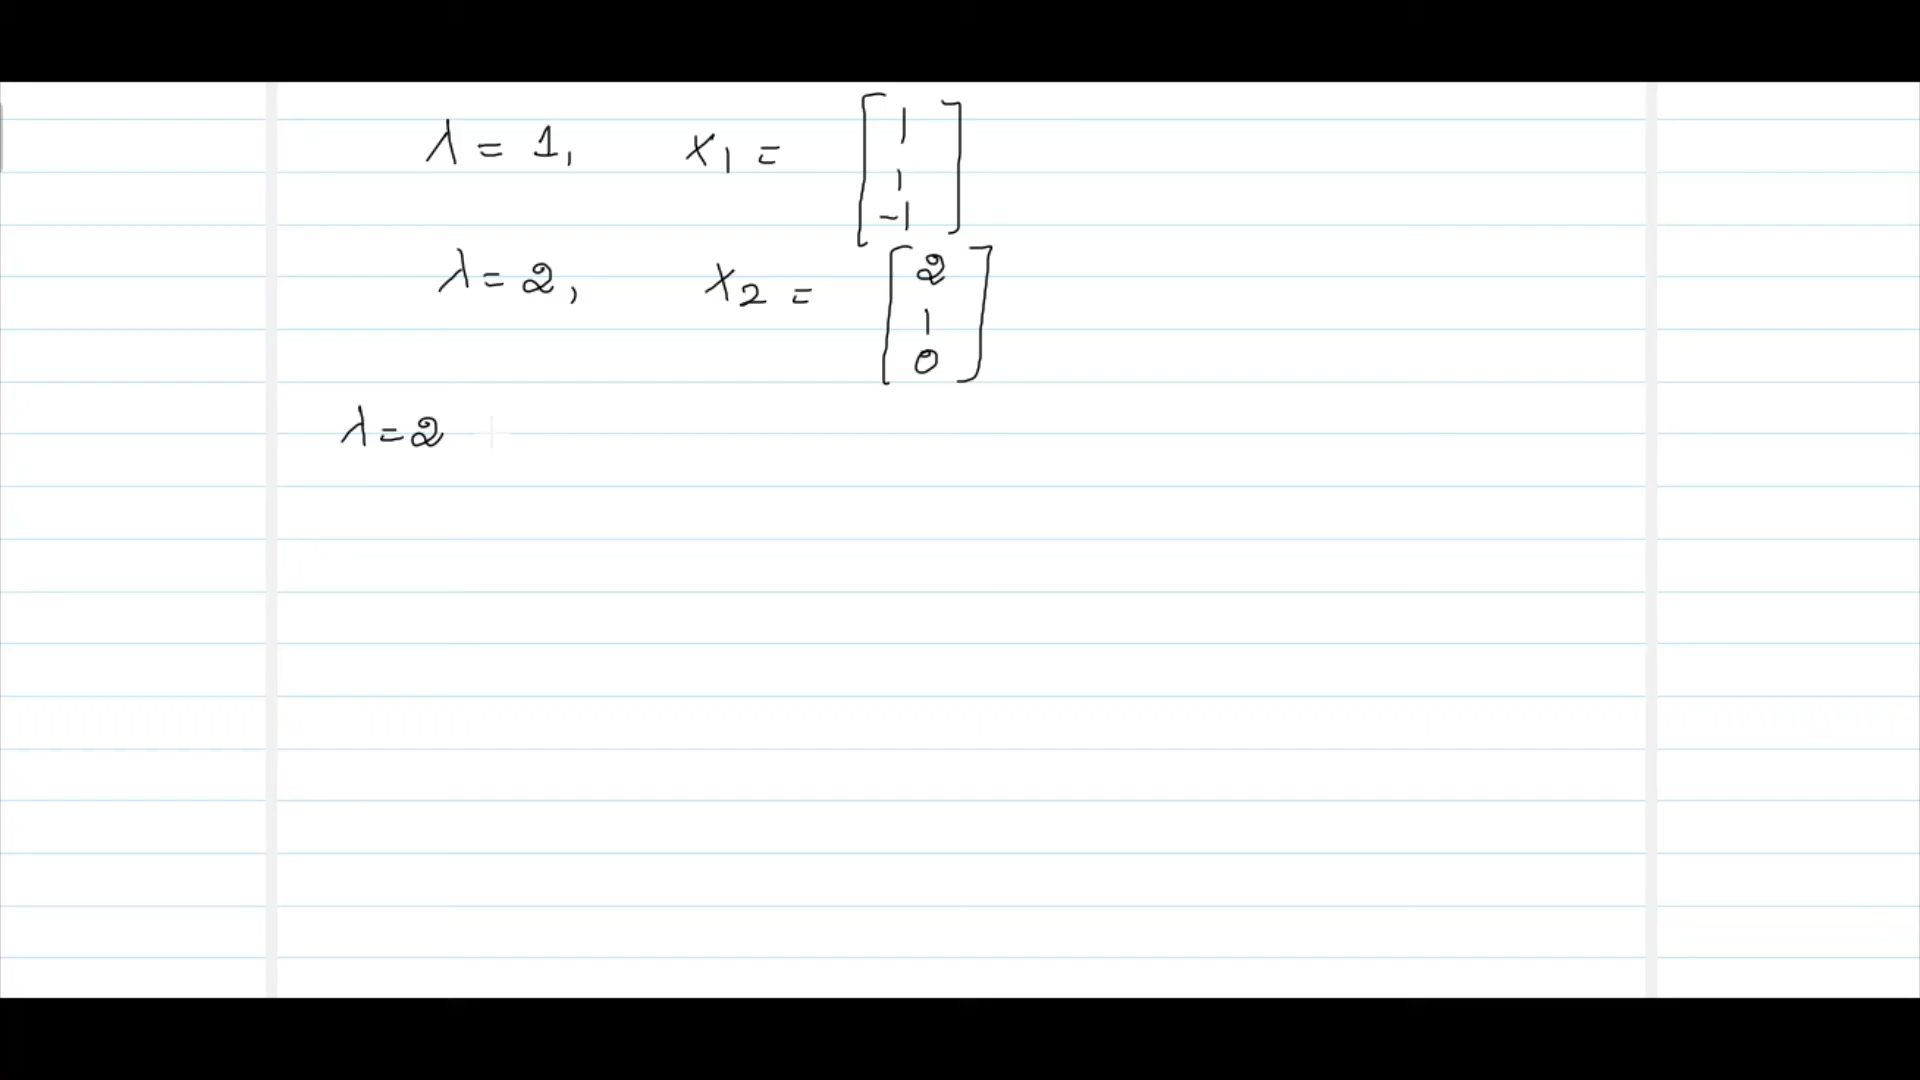 λ = 1, X1 = [1
1
-1]
λ = 2, X2 = [2
1
0]
λ = 2